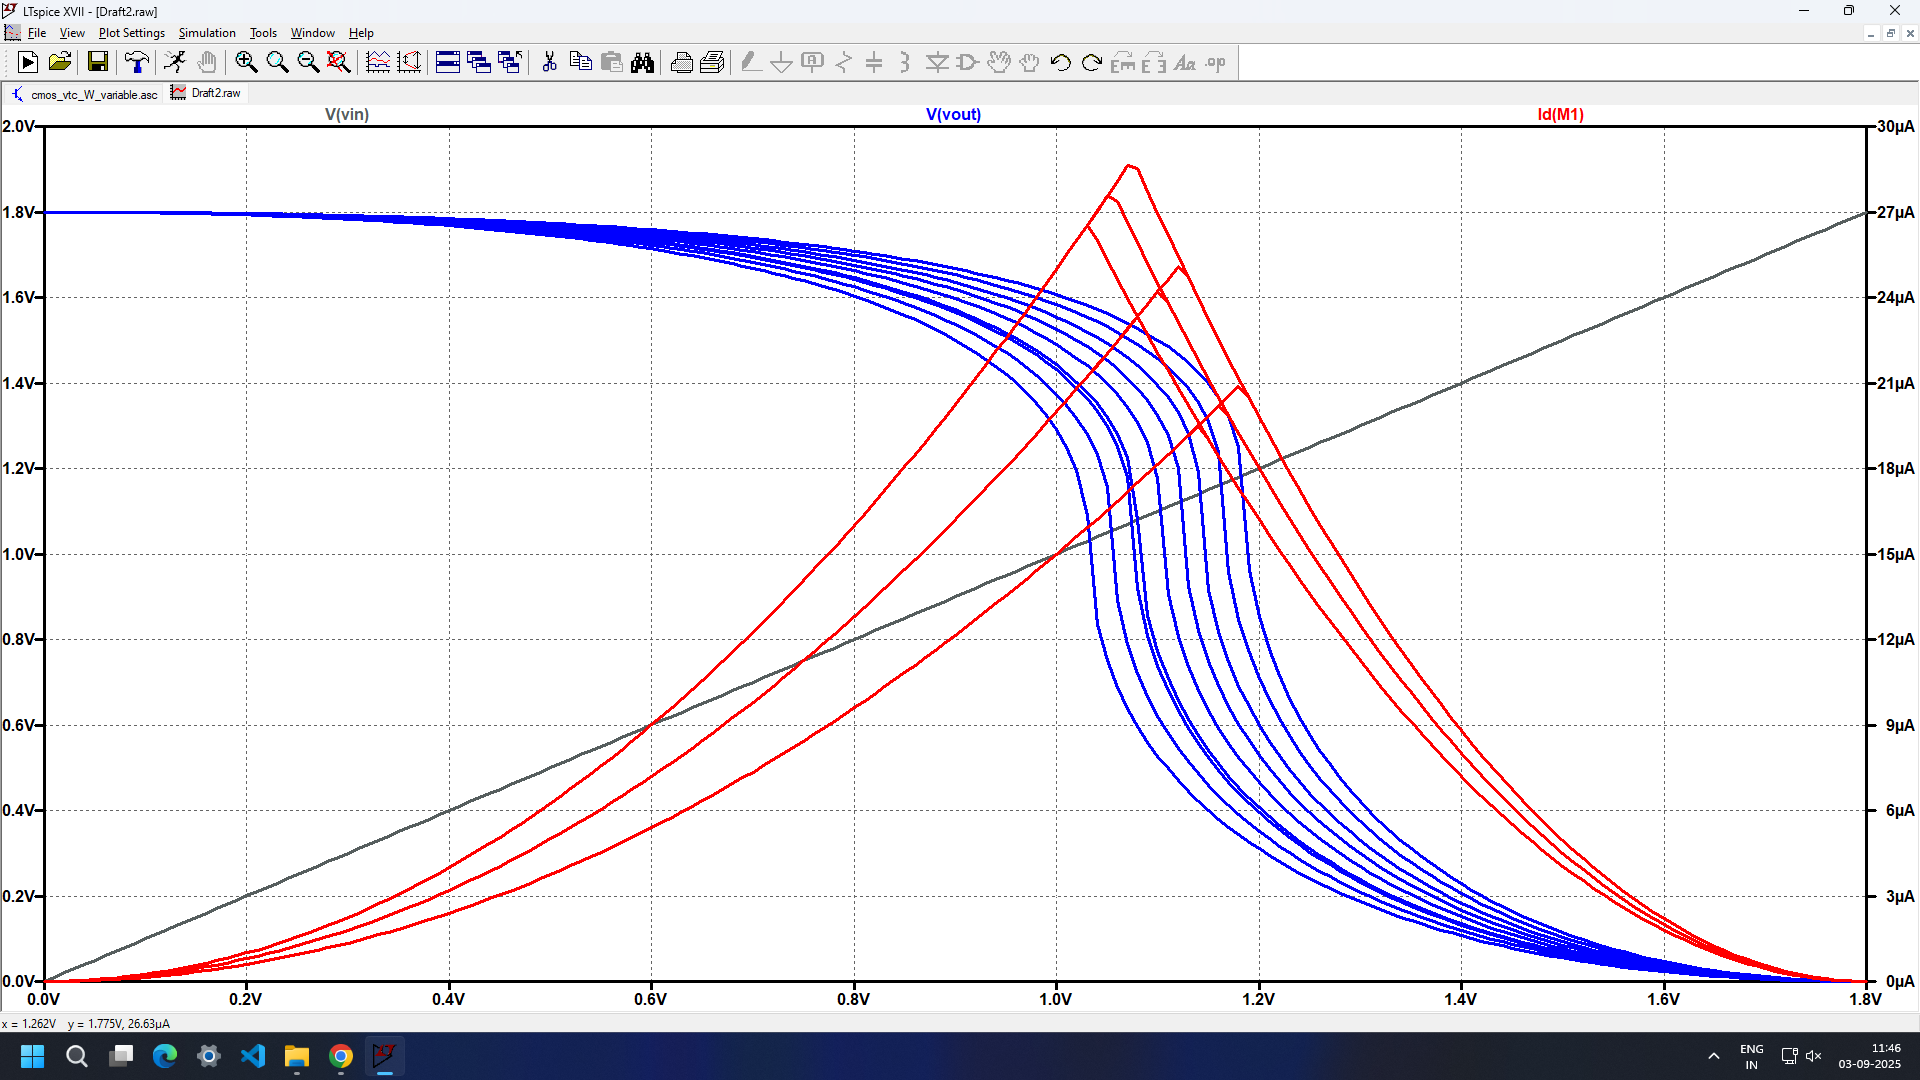 LTspice XVII - [Draft2.raw]
File View Plot Settings Simulation Tools Window Help
.op
cmos_vtc_W_variable.asc Draft2.raw
V(vin) V(vout) Id(M1)
2.0V 30µA
1.8V 27µA
1.6V 24µA
1.4V 21µA
1.2V 18µA
1.0V 15µA
0.8V 12µA
0.6V 9µA
0.4V 6µA
0.2V 3µA
0.0V 0µA
0.0V 0.2V 0.4V 0.6V 0.8V 1.0V 1.2V 1.4V 1.6V 1.8V
x = 1.262V y = 1.775V, 26.63µA
ENG 11:46
IN 03-09-2025